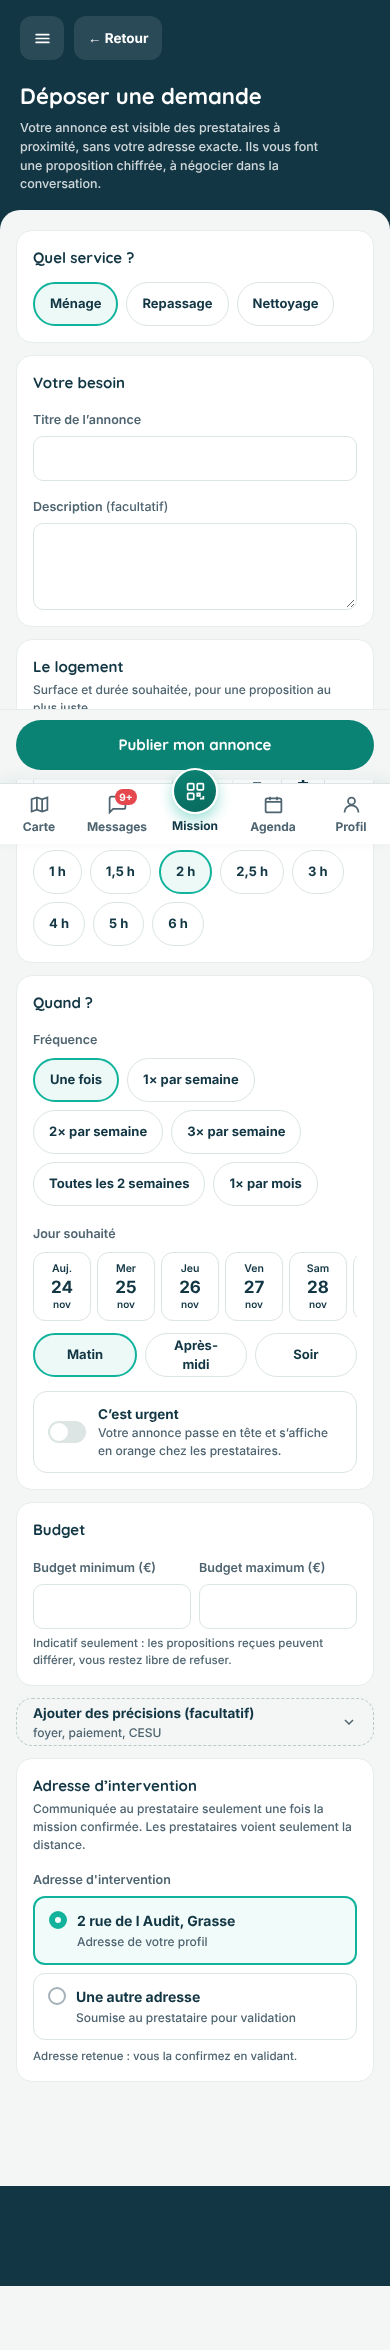 ← Retour
Déposer une demande
Votre annonce est visible des prestataires à
proximité, sans votre adresse exacte. Ils vous font
une proposition chiffrée, à négocier dans la
conversation.
Quel service ?
Ménage
Repassage
Nettoyage
Votre besoin
Titre de l’annonce
Description (facultatif)
Le logement
Surface et durée souhaitée, pour une proposition au
plus juste.
Publier mon annonce
9+
Carte
Messages
Mission
Agenda
Profil
1 h
1,5 h
2 h
2,5 h
3 h
4 h
5 h
6 h
Quand ?
Fréquence
Une fois
1× par semaine
2× par semaine
3× par semaine
Toutes les 2 semaines
1× par mois
Jour souhaité
Auj.
24
nov
Mer
25
nov
Jeu
26
nov
Ven
27
nov
Sam
28
nov
Matin
Après-
midi
Soir
C’est urgent
Votre annonce passe en tête et s’affiche
en orange chez les prestataires.
Budget
Budget minimum (€)
Budget maximum (€)
Indicatif seulement : les propositions reçues peuvent
différer, vous restez libre de refuser.
Ajouter des précisions (facultatif)
foyer, paiement, CESU
Adresse d’intervention
Communiquée au prestataire seulement une fois la
mission confirmée. Les prestataires voient seulement la
distance.
Adresse d'intervention
2 rue de l Audit, Grasse
Adresse de votre profil
Une autre adresse
Soumise au prestataire pour validation
Adresse retenue : vous la confirmez en validant.